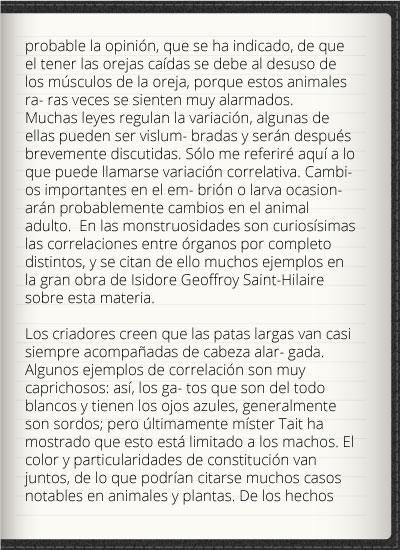 probable la opinión, que se ha indicado, de que
el tener las orejas caídas se debe al desuso de
los músculos de la oreja, porque estos animales
ra- ras veces se sienten muy alarmados.
Muchas leyes regulan la variación, algunas de
ellas pueden ser vislum- bradas y serán después
brevemente discutidas. Sólo me referiré aquí a lo
que puede llamarse variación correlativa. Cambi-
os importantes en el em- brión o larva ocasion-
arán probablemente cambios en el animal
adulto.  En las monstruosidades son curiosísimas
las correlaciones entre órganos por completo
distintos, y se citan de ello muchos ejemplos en
la gran obra de Isidore Geoffroy Saint-Hilaire
sobre esta materia.

Los criadores creen que las patas largas van casi
siempre acompañadas de cabeza alar- gada.
Algunos ejemplos de correlación son muy
caprichosos: así, los ga- tos que son del todo
blancos y tienen los ojos azules, generalmente
son sordos; pero últimamente míster Tait ha
mostrado que esto está limitado a los machos. El
color y particularidades de constitución van
juntos, de lo que podrían citarse muchos casos
notables en animales y plantas. De los hechos